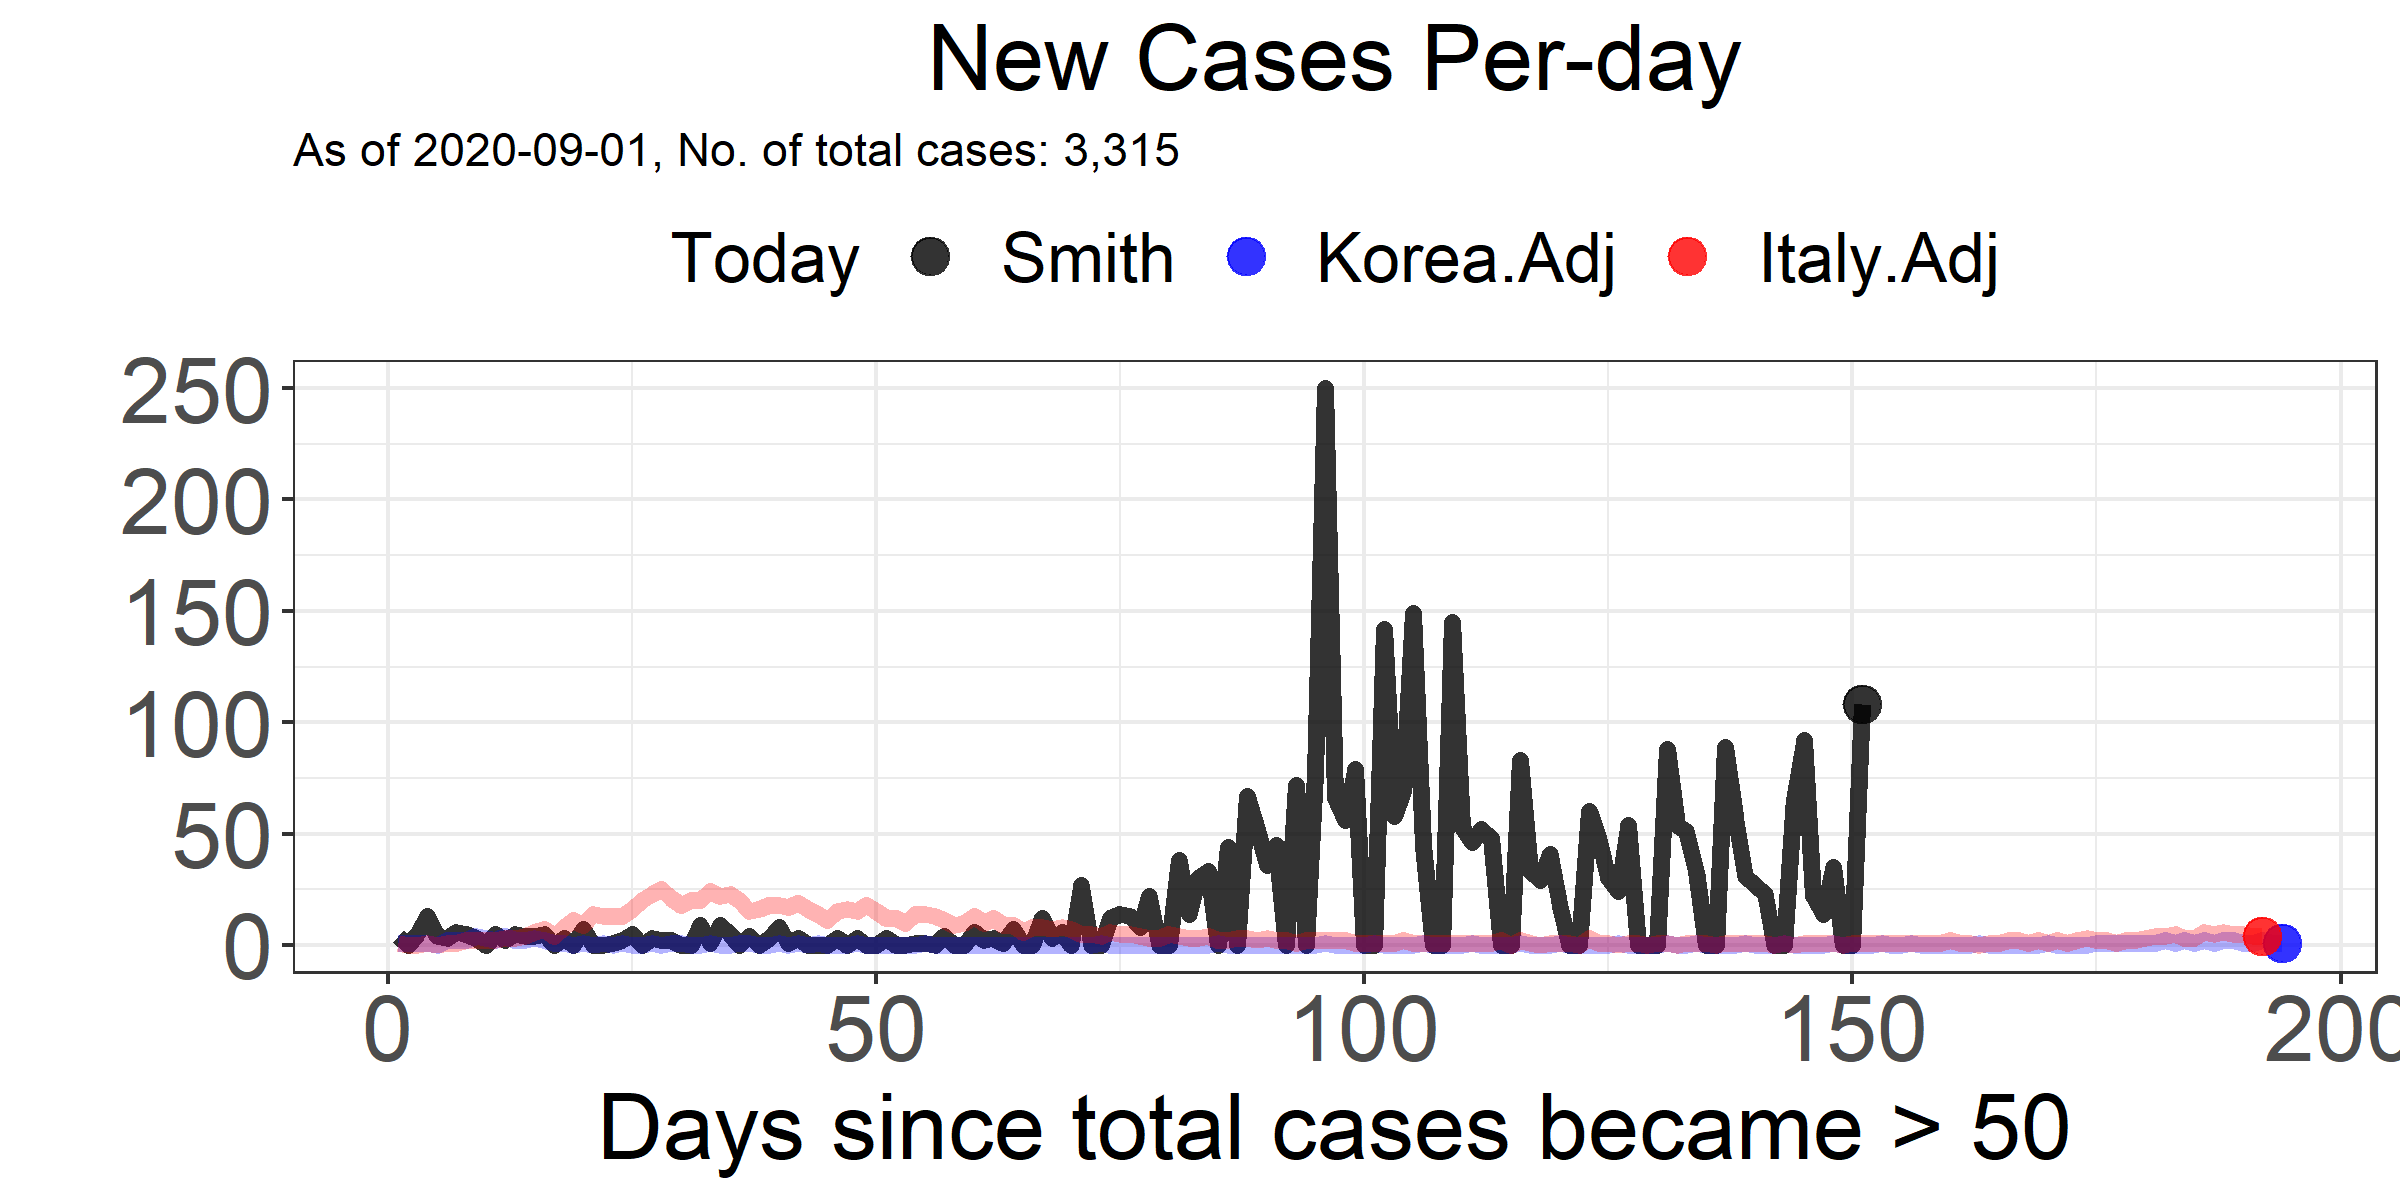 New Cases Per-day
As of 2020-09-01, No. of total cases: 3,315
Today Smith Korea.Adj Italy.Adj
250
200
150
100
50
0
0 50 100 150 200
Days since total cases became > 50